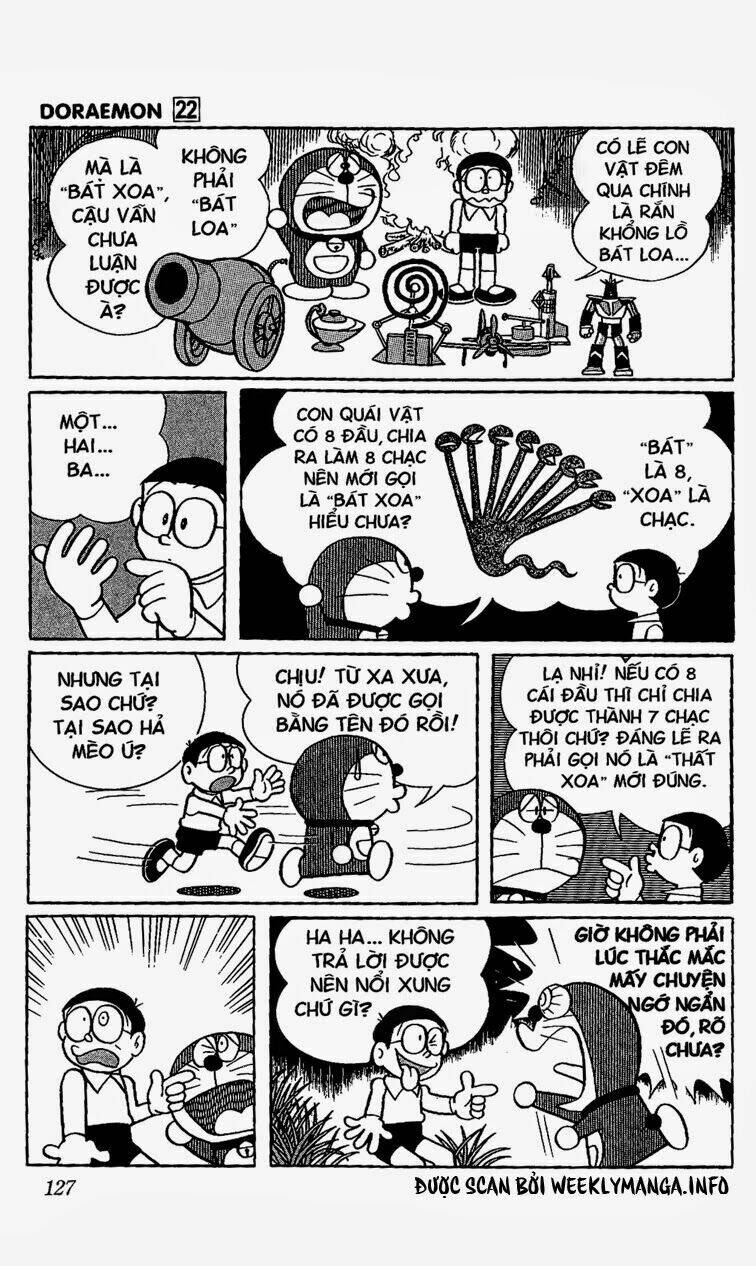 DORAEMON 22
CÓ LẼ CON
VẬT ĐÊM
QUA CHÍNH
LÀ RẮN
KHỔNG LỒ
BÁT LOA...
KHÔNG
PHẢI
"BÁT
LOA"
MÀ LÀ
"BÁT XOA",
CẬU VẪN
CHƯA
LUẬN
ĐƯỢC
À?
MỘT...
HAI...
BA...
CON QUÁI VẬT
CÓ 8 ĐẦU, CHIA
RA LÀM 8 CHẠC
NÊN MỚI GỌI
LÀ "BÁT XOA"
HIỂU CHƯA?
"BÁT"
LÀ 8,
"XOA" LÀ
CHẠC.
NHƯNG TẠI
SAO CHỨ?
TẠI SAO HẢ
MÈO Ú?
CHỊU! TỪ XA XƯA,
NÓ ĐÃ ĐƯỢC GỌI
BẰNG TÊN ĐÓ RỒI!
LẠ NHỈ! NẾU CÓ 8
CÁI ĐẦU THÌ CHỈ CHIA
ĐƯỢC THÀNH 7 CHẠC
THÔI CHỨ? ĐÁNG LẼ RA
PHẢI GỌI NÓ LÀ "THẤT
XOA" MỚI ĐÚNG.
HA HA... KHÔNG
TRẢ LỜI ĐƯỢC
NÊN NỔI XUNG
CHỨ GÌ?
GIỜ KHÔNG PHẢI
LÚC THẮC MẮC
MẤY CHUYỆN
NGỚ NGẨN
ĐÓ, RÕ
CHƯA?
127
ĐƯỢC SCAN BỞI WEEKLYMANGA.INFO